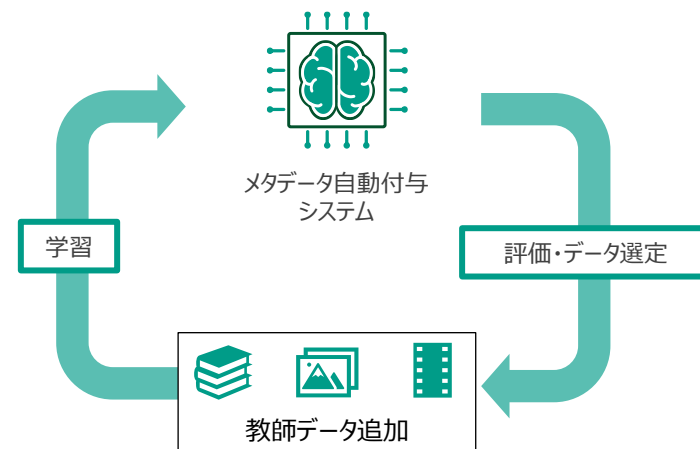 メタデータ自動付与
システム
学習
評価・データ選定
教師データ追加